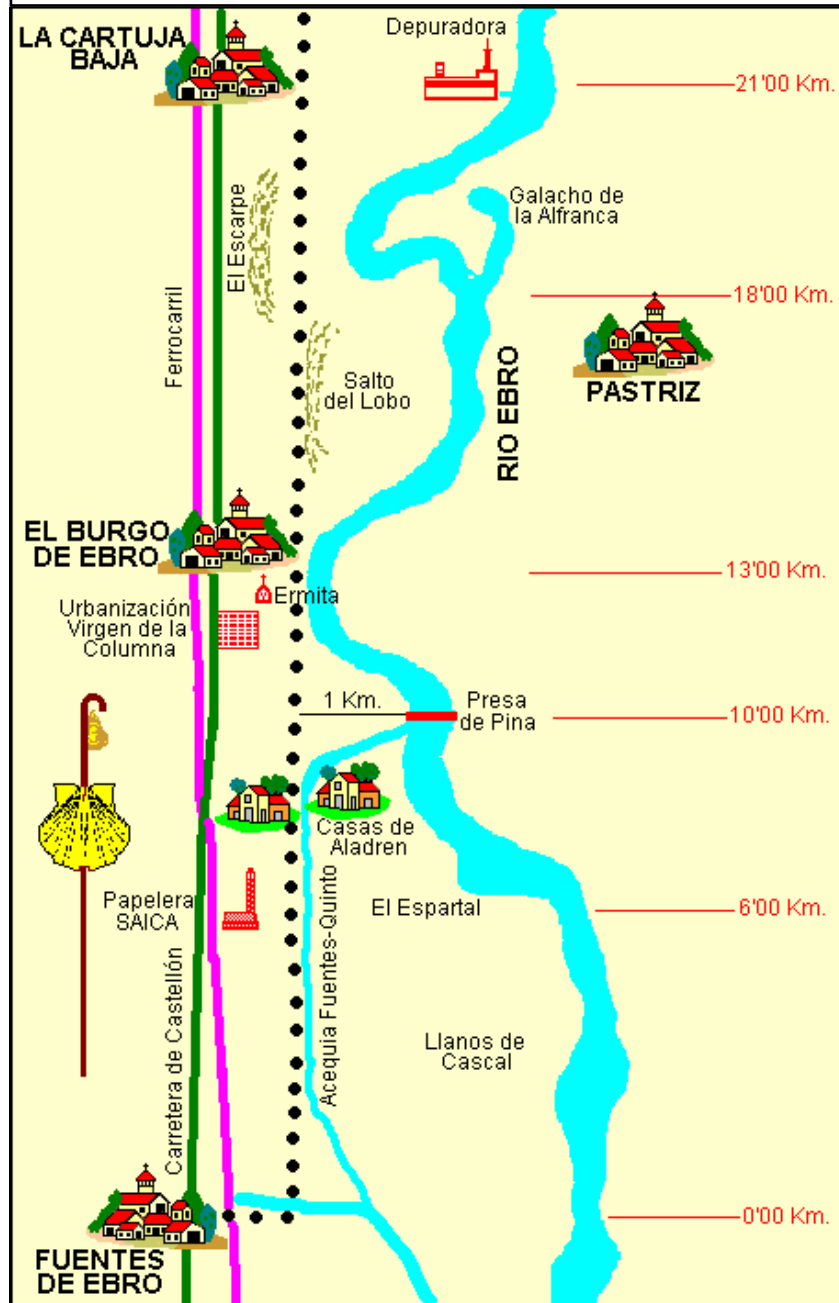 LA CARTUJA
BAJA
Depuradora
21'00 Km.
Galacho de
la Alfranca
El Escarpe
18'00 Km.
Ferrocarril
Salto
del Lobo
RIO EBRO
PASTRIZ
EL BURGO
DE EBRO
13'00 Km.
Ermita
Urbanización
Virgen de la
Columna
1 Km.
Presa
de Pina
10'00 Km.
Casas de
Aladren
Papelera
SAICA
El Espartal
6'00 Km.
Acequia Fuentes-Quinto
Carretera de Castellón
Llanos de
Cascal
0'00 Km.
FUENTES
DE EBRO